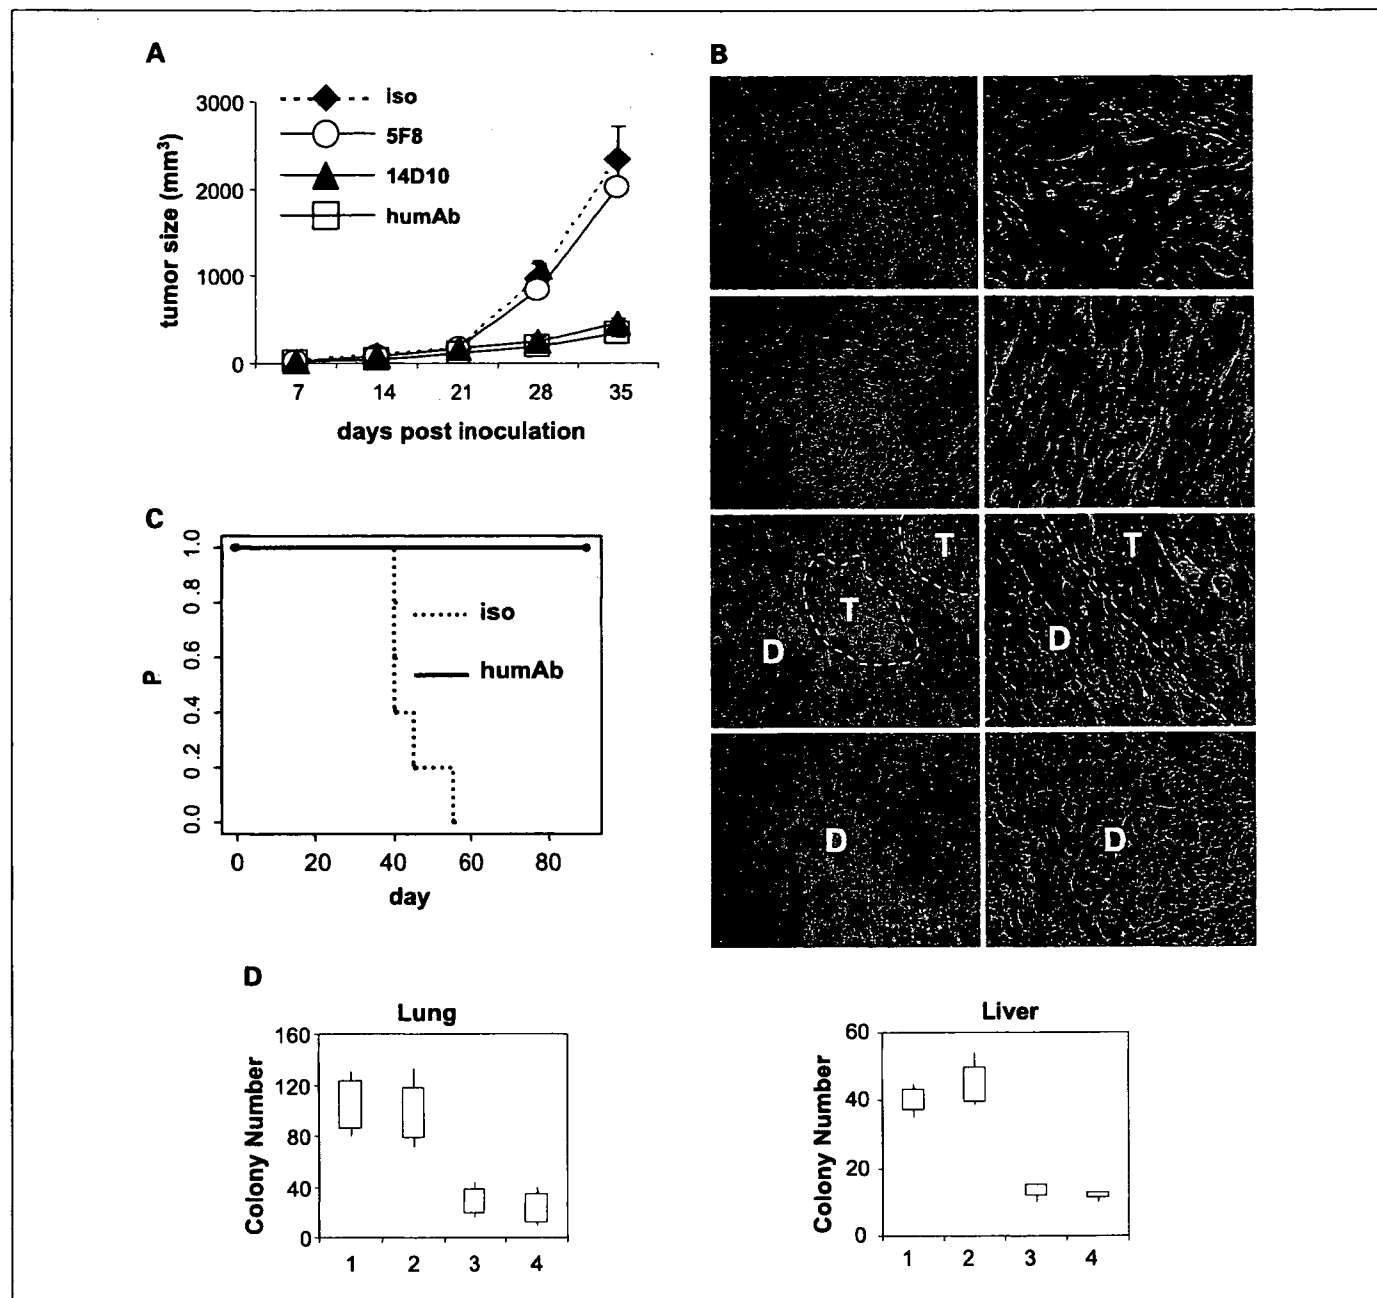 A
iso
5F8
14D10
humAb
3000
2000
1000
0
tumor size (mm³)
7 14 21 28 35
days post inoculation
B
T
T
D
T
D
D
D
C
1.0
0.8
0.6
0.4
0.2
0.0
P
iso
humAb
0 20 40 60 80
day
D
Lung
160
120
80
40
0
Colony Number
1 2 3 4
Liver
60
40
20
0
Colony Number
1 2 3 4